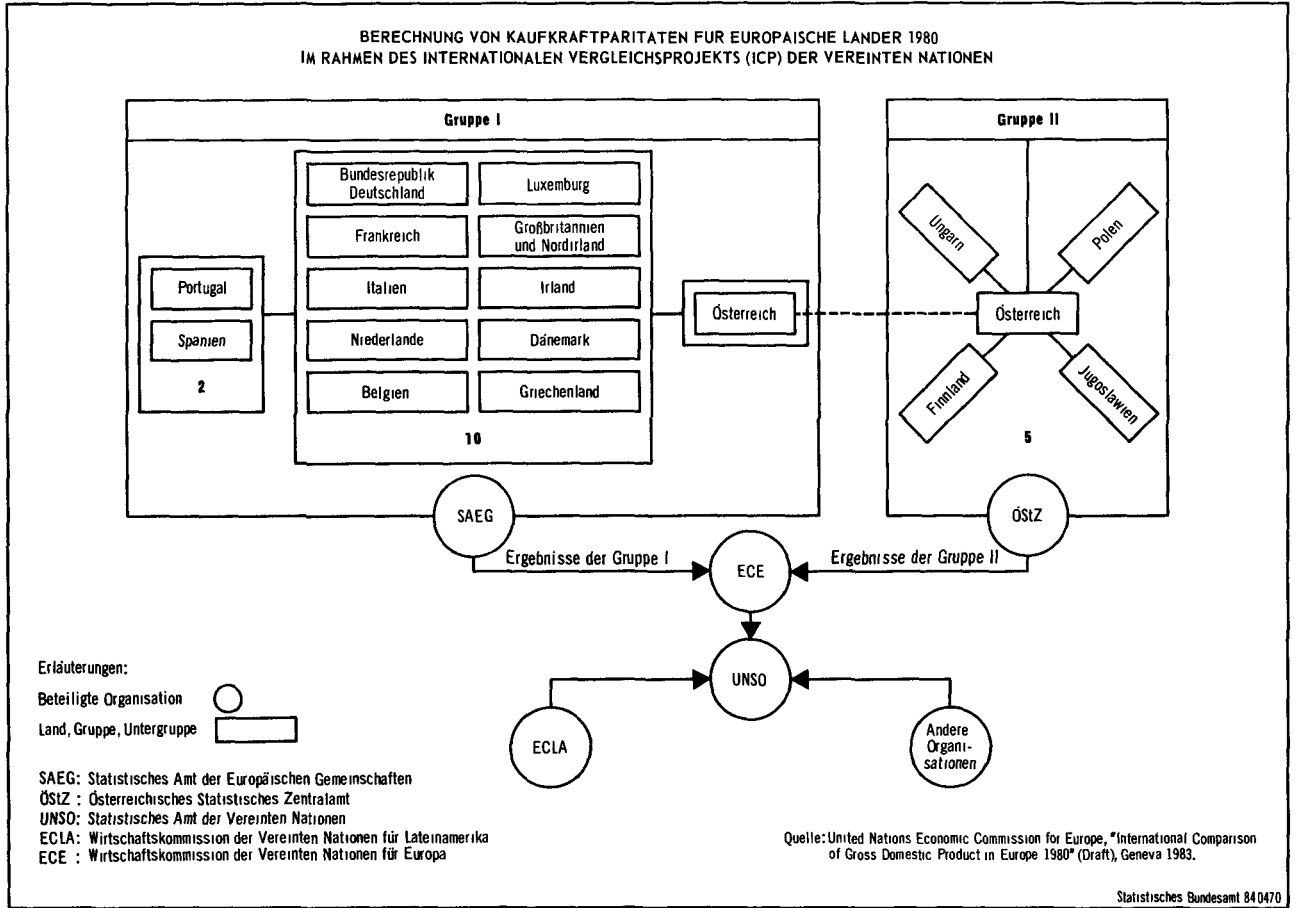 BERECHNUNG VON KAUFKRAFTPARITATEN FUR EUROPAISCHE LANDER 1980
IM RAHMEN DES INTERNATIONALEN VERGLEICHSPROJEKTS (ICP) DER VEREINTEN NATIONEN
Gruppe I
Gruppe II
Bundesrepublik
Deutschland
Luxemburg
Frankreich
Großbritannien
und Nordirland
Italien
Irland
Niederlande
Dänemark
Belgien
Griechenland
10
Portugal
Spanien
2
Österreich
Ungarn
Polen
Österreich
Finnland
Jugoslawien
5
SAEG
ÖStZ
Ergebnisse der Gruppe I
ECE
Ergebnisse der Gruppe II
UNSO
ECLA
Andere
Organi-
sationen
Erläuterungen:
Beteiligte Organisation
Land, Gruppe, Untergruppe
SAEG: Statistisches Amt der Europäischen Gemeinschaften
ÖStZ : Österreichisches Statistisches Zentralamt
UNSO: Statistisches Amt der Vereinten Nationen
ECLA: Wirtschaftskommission der Vereinten Nationen für Lateinamerika
ECE : Wirtschaftskommission der Vereinten Nationen für Europa
Quelle: United Nations Economic Commission for Europe, "International Comparison
of Gross Domestic Product in Europe 1980" (Draft), Geneva 1983.
Statistisches Bundesamt 840470